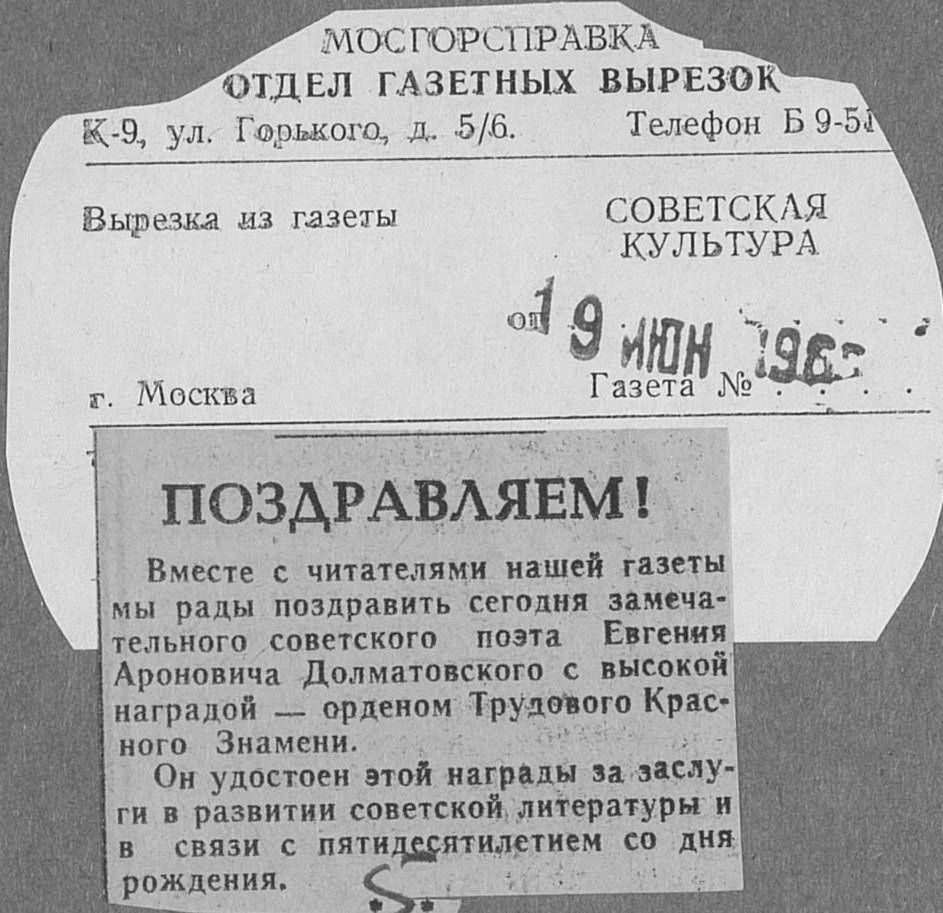 МОСГОРСПРАВКА
ОТДЕЛ ГАЗЕТНЫХ ВЫРЕЗОК
К-9, ул. Горького, д. 5/6. Телефон Б 9-51
Вырезка из газеты СОВЕТСКАЯ
КУЛЬТУРА
от 19 ИЮН 196
г. Москва Газета № . . . .
ПОЗДРАВЛЯЕМ!
Вместе с читателями нашей газеты
мы рады поздравить сегодня замеча-
тельного советского поэта Евгения
Ароновича Долматовского с высокой
наградой — орденом Трудового Крас-
ного Знамени.
Он удостоен этой награды за заслу-
ги в развитии советской литературы и
в связи с пятидесятилетием со дня
рождения.